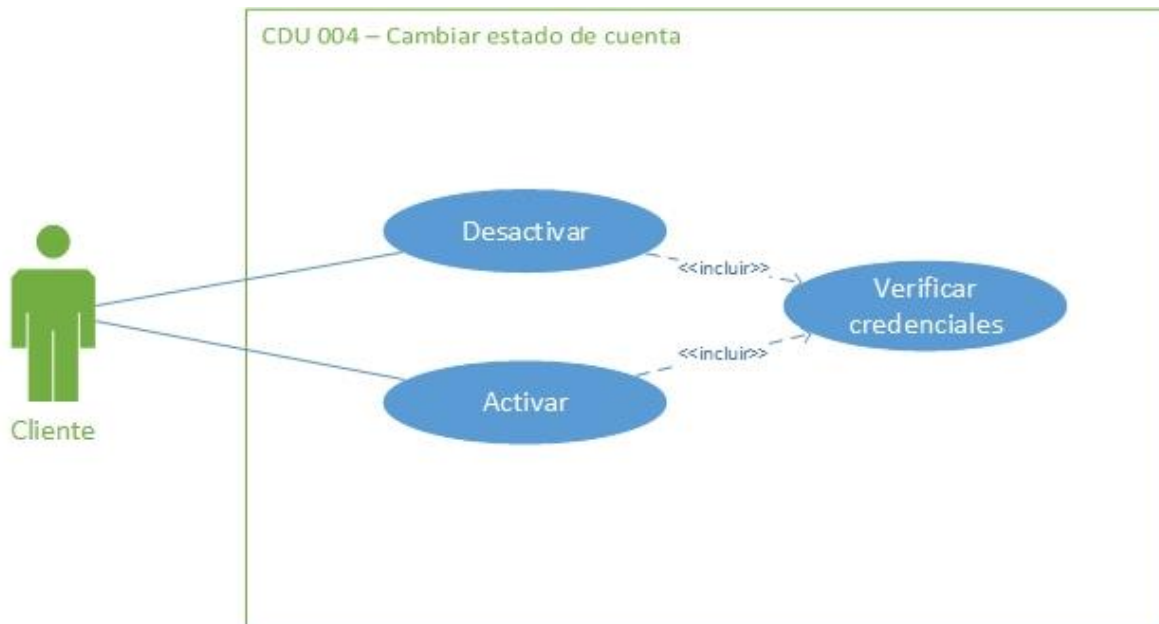 CDU 004 – Cambiar estado de cuenta
Desactivar
<<incluir>>
Verificar
credenciales
<<incluir>>
Activar
Cliente